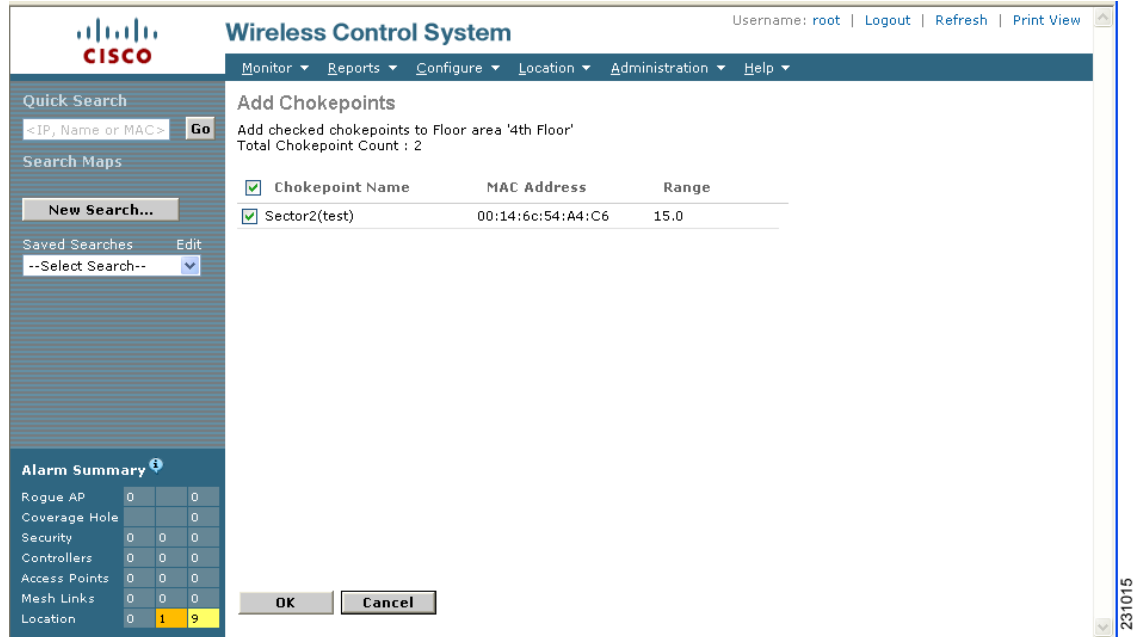 Username: root | Logout | Refresh | Print View
CISCO
Wireless Control System
Monitor Reports Configure Location Administration Help
Quick Search
<IP, Name or MAC> Go
Search Maps
New Search...
Saved Searches Edit
--Select Search--
Add Chokepoints
Add checked chokepoints to Floor area '4th Floor'
Total Chokepoint Count : 2
Chokepoint Name MAC Address Range
Sector2(test) 00:14:6c:54:A4:C6 15.0
Alarm Summary
Rogue AP 0 0
Coverage Hole 0
Security 0 0 0
Controllers 0 0 0
Access Points 0 0 0
Mesh Links 0 0 0
Location 0 1 9
OK Cancel
231015